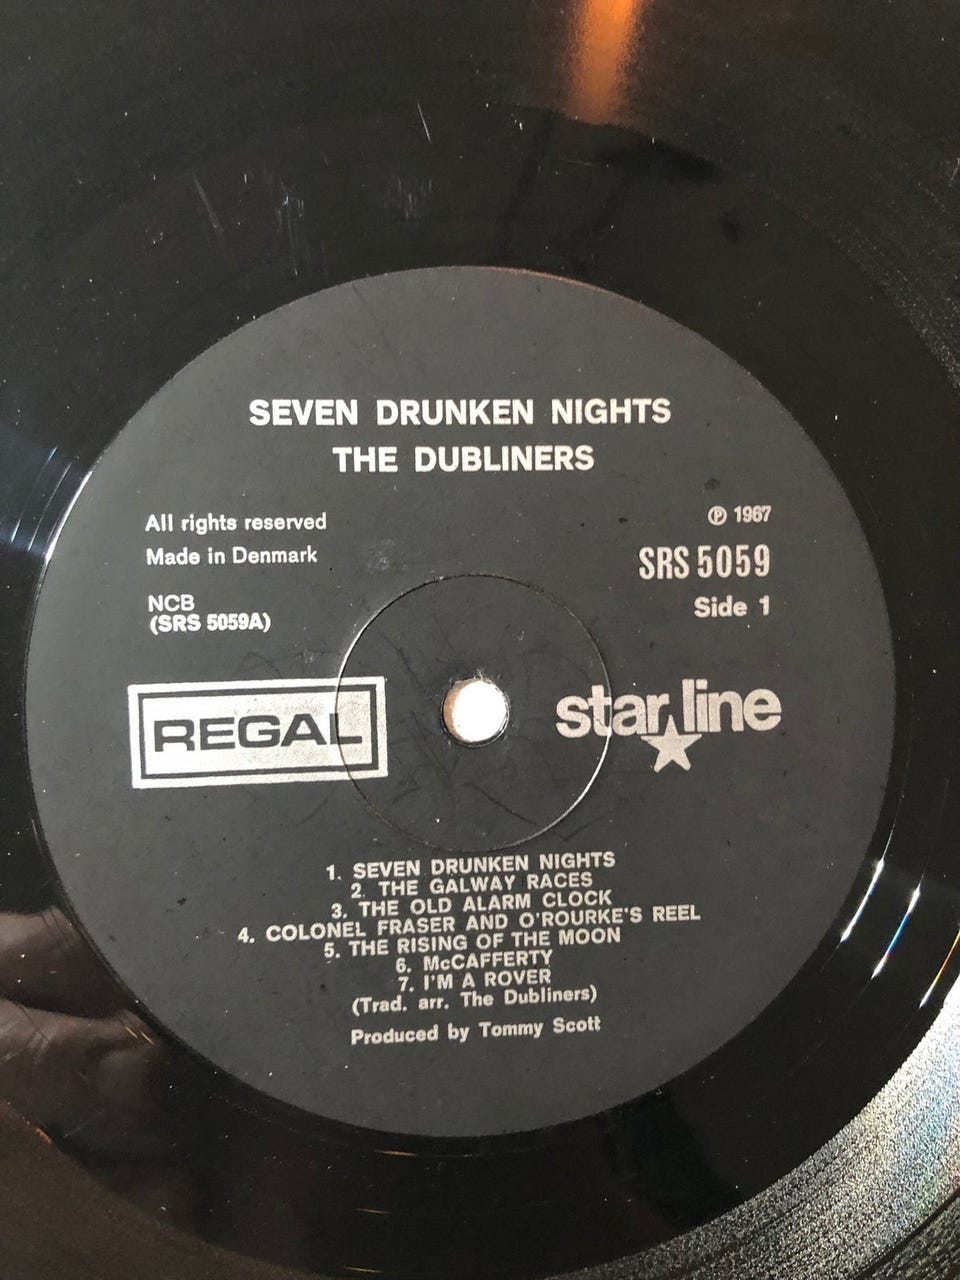 SEVEN DRUNKEN NIGHTS
THE DUBLINERS
All rights reserved
Made in Denmark
NCB
(SRS 5059A)
℗ 1967
SRS 5059
Side 1
REGAL
starline
1. SEVEN DRUNKEN NIGHTS
2. THE GALWAY RACES
3. THE OLD ALARM CLOCK
4. COLONEL FRASER AND O'ROURKE'S REEL
5. THE RISING OF THE MOON
6. McCAFFERTY
7. I'M A ROVER
(Trad. arr. The Dubliners)
Produced by Tommy Scott